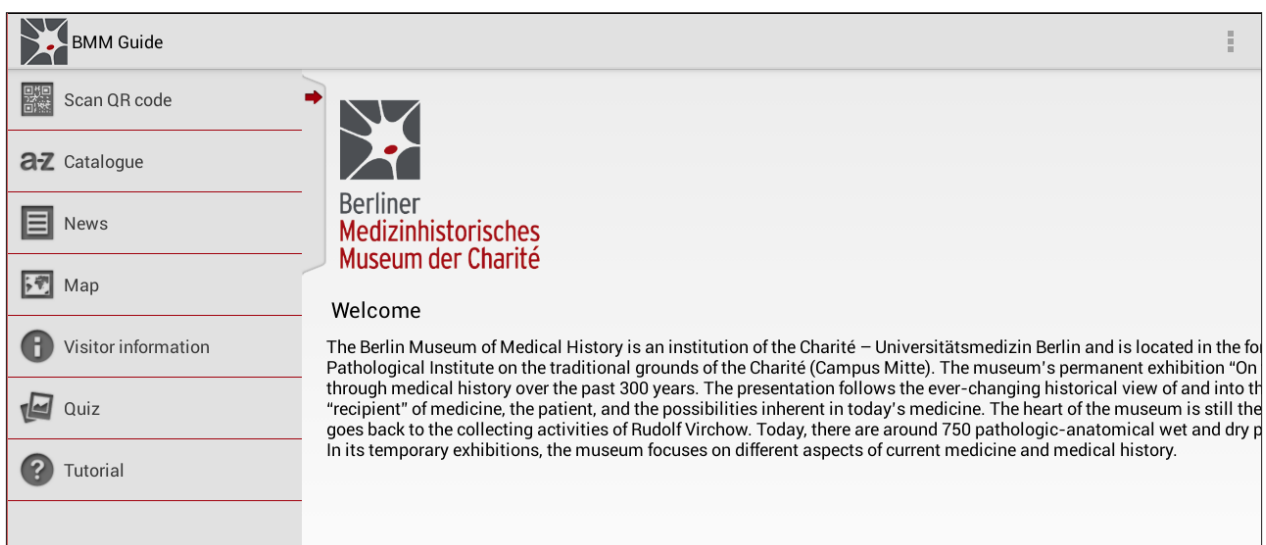 BMM Guide
Scan QR code
a-z Catalogue
News
Map
Visitor information
Quiz
Tutorial
Berliner
Medizinhistorisches
Museum der Charité
Welcome
The Berlin Museum of Medical History is an institution of the Charité – Universitätsmedizin Berlin and is located in the
Pathological Institute on the traditional grounds of the Charité (Campus Mitte). The museum's permanent exhibition “On
through medical history over the past 300 years. The presentation follows the ever-changing historical view of and into
“recipient” of medicine, the patient, and the possibilities inherent in today's medicine. The heart of the museum is still the
goes back to the collecting activities of Rudolf Virchow. Today, there are around 750 pathologic-anatomical wet and dry
In its temporary exhibitions, the museum focuses on different aspects of current medicine and medical history.